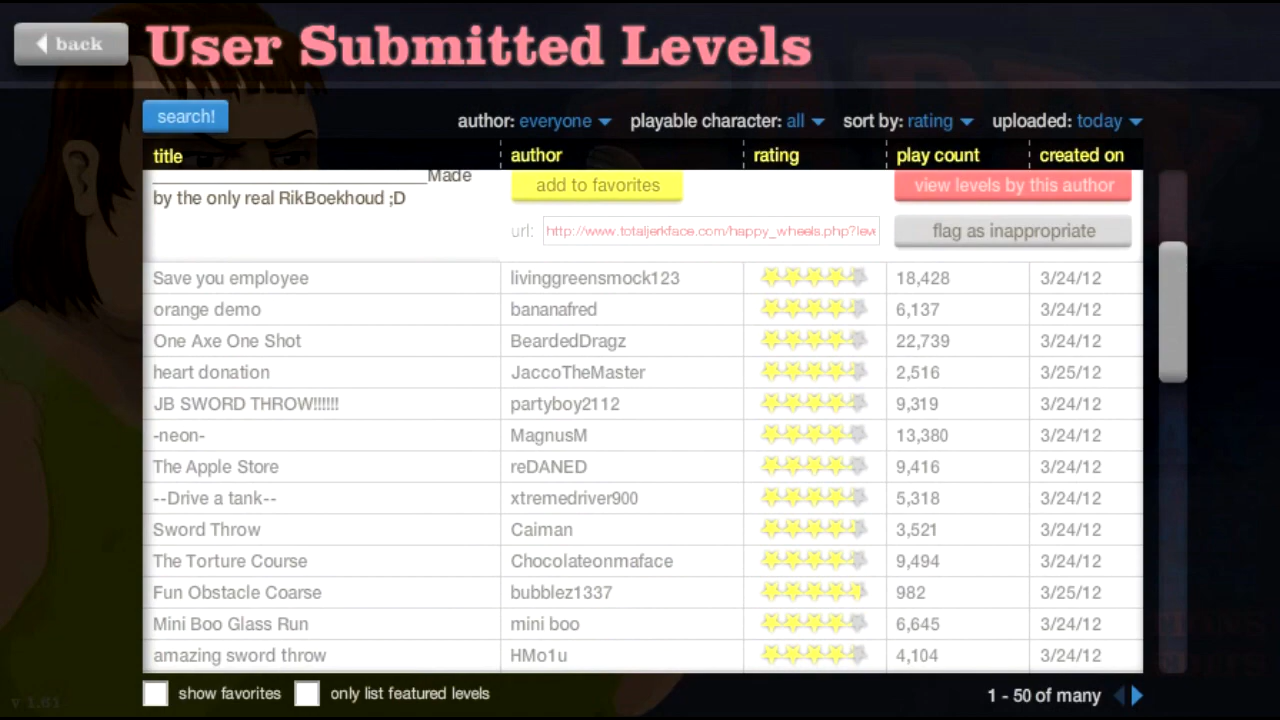 back
User Submitted Levels
search!
author: everyone playable character: all sort by: rating uploaded: today
title author rating play count created on
Made
by the only real RikBoekhoud ;D
add to favorites
view levels by this author
url: http://www.totaljerkface.com/happy_wheels.php?leve
flag as inappropriate
Save you employee livinggreensmock123 18,428 3/24/12
orange demo bananafred 6,137 3/24/12
One Axe One Shot BeardedDragz 22,739 3/24/12
heart donation JaccoTheMaster 2,516 3/25/12
JB SWORD THROW!!!!!! partyboy2112 9,319 3/24/12
-neon- MagnusM 13,380 3/24/12
The Apple Store reDANED 9,416 3/24/12
--Drive a tank-- xtremedriver900 5,318 3/24/12
Sword Throw Caiman 3,521 3/24/12
The Torture Course Chocolateonmaface 9,494 3/24/12
Fun Obstacle Coarse bubblez1337 982 3/25/12
Mini Boo Glass Run mini boo 6,645 3/24/12
amazing sword throw HMo1u 4,104 3/24/12
show favorites only list featured levels 1 - 50 of many
v 1.61